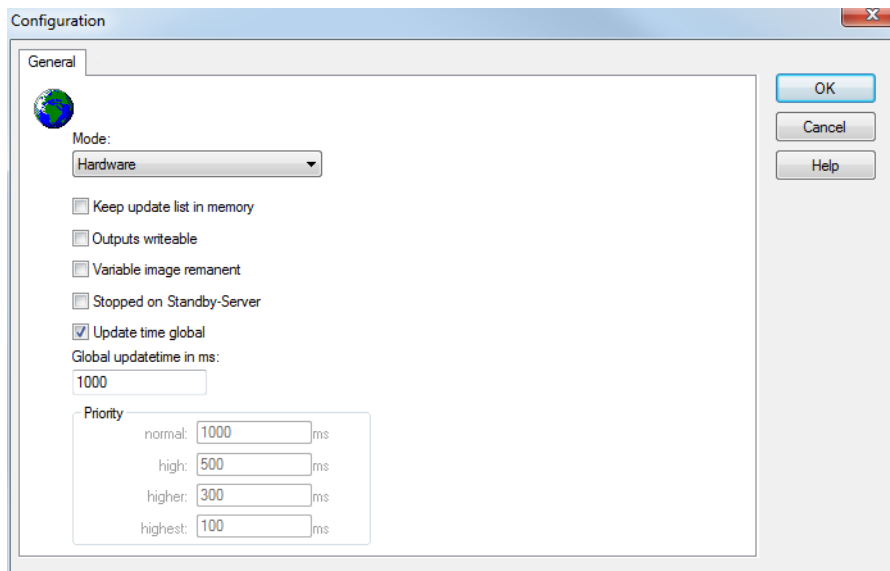 Configuration
General
OK
Cancel
Help
Mode:
Hardware
Keep update list in memory
Outputs writeable
Variable image remanent
Stopped on Standby-Server
Update time global
Global updatetime in ms:
1000
Priority
normal: 1000 ms
high: 500 ms
higher: 300 ms
highest: 100 ms